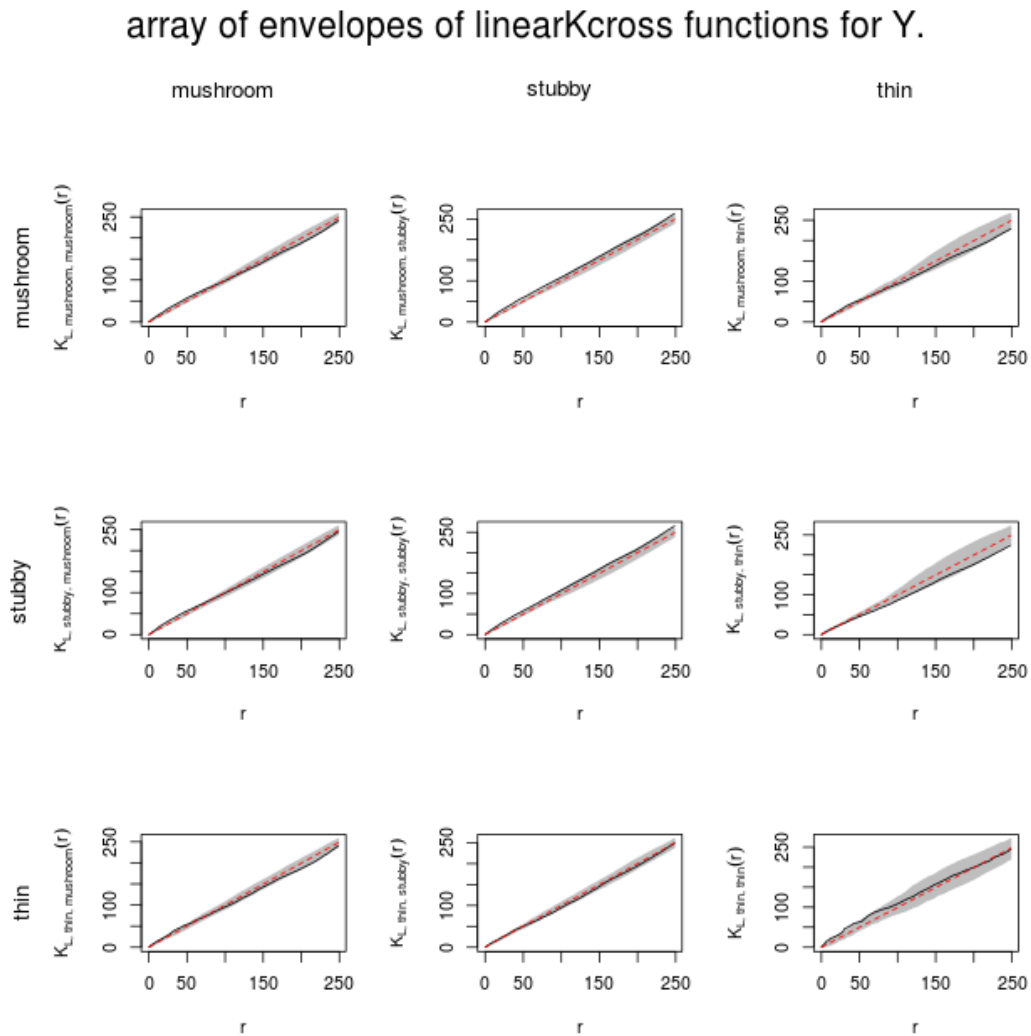 array of envelopes of linearKcross functions for Y.
mushroom stubby thin
mushroom
K_L, mushroom, mushroom(r)
0 100 250
0 50 150 250
r
K_L, mushroom, stubby(r)
0 100 250
0 50 150 250
r
K_L, mushroom, thin(r)
0 100 250
0 50 150 250
r
stubby
K_L, stubby, mushroom(r)
0 100 250
0 50 150 250
r
K_L, stubby, stubby(r)
0 100 250
0 50 150 250
r
K_L, stubby, thin(r)
0 100 250
0 50 150 250
r
thin
K_L, thin, mushroom(r)
0 100 250
0 50 150 250
r
K_L, thin, stubby(r)
0 100 250
0 50 150 250
r
K_L, thin, thin(r)
0 100 250
0 50 150 250
r